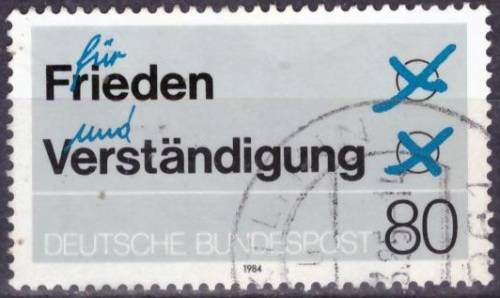 für
Frieden
und
Verständigung
DEUTSCHE BUNDESPOST 80
1984